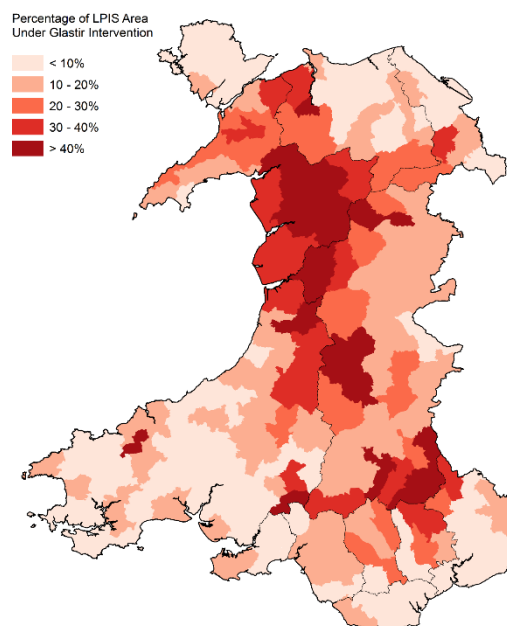 Percentage of LPIS Area
Under Glastir Intervention
< 10%
10 - 20%
20 - 30%
30 - 40%
> 40%